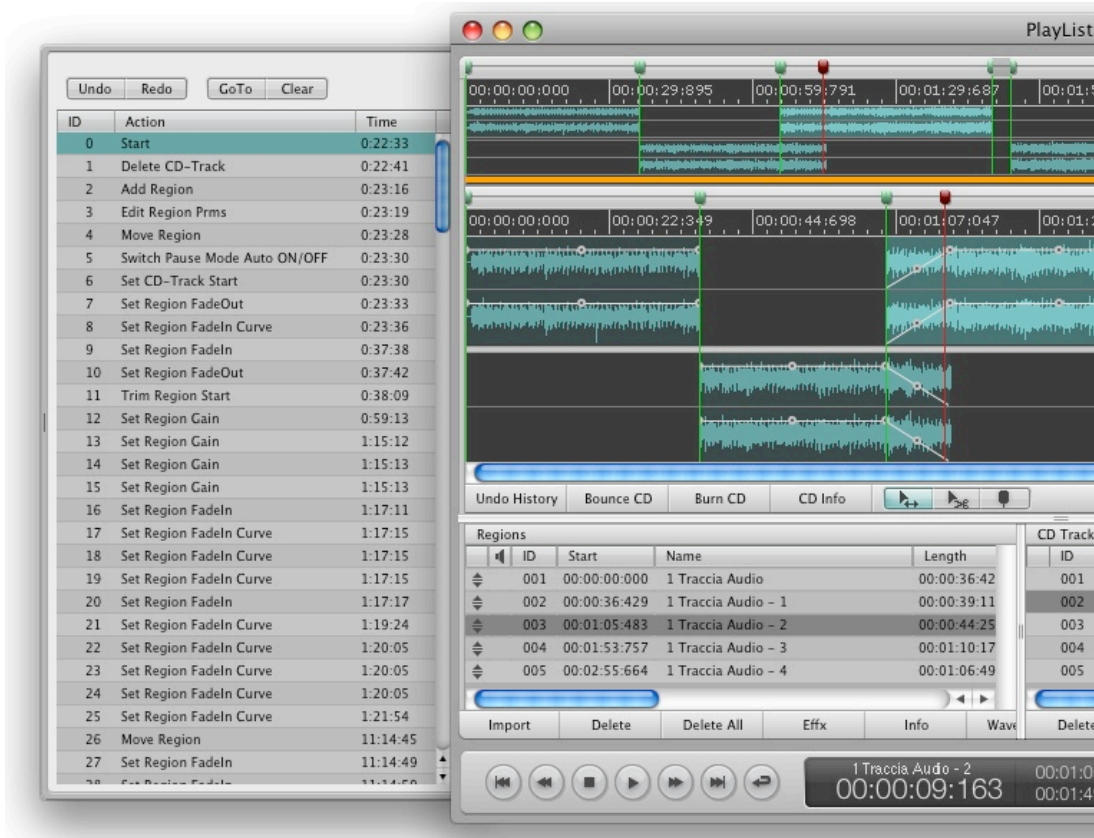 PlayList
Undo Redo GoTo Clear
ID Action Time
0 Start 0:22:33
1 Delete CD-Track 0:22:41
2 Add Region 0:23:16
3 Edit Region Prms 0:23:19
4 Move Region 0:23:28
5 Switch Pause Mode Auto ON/OFF 0:23:30
6 Set CD-Track Start 0:23:30
7 Set Region FadeOut 0:23:33
8 Set Region FadeIn Curve 0:23:36
9 Set Region FadeIn 0:37:38
10 Set Region FadeOut 0:37:42
11 Trim Region Start 0:38:09
12 Set Region Gain 0:59:13
13 Set Region Gain 1:15:12
14 Set Region Gain 1:15:13
15 Set Region Gain 1:15:13
16 Set Region FadeIn 1:17:11
17 Set Region FadeIn Curve 1:17:15
18 Set Region FadeIn Curve 1:17:15
19 Set Region FadeIn Curve 1:17:15
20 Set Region FadeIn 1:17:17
21 Set Region FadeIn Curve 1:19:24
22 Set Region FadeIn Curve 1:20:05
23 Set Region FadeIn Curve 1:20:05
24 Set Region FadeIn Curve 1:20:05
25 Set Region FadeIn Curve 1:21:54
26 Move Region 11:14:45
27 Set Region FadeIn 11:14:49
00:00:00:000 00:00:29:895 00:00:59:791 00:01:29:687 00:01:5
00:00:00:000 00:00:22:349 00:00:44:698 00:01:07:047 00:01:
Undo History Bounce CD Burn CD CD Info
Regions
ID Start Name Length
001 00:00:00:000 1 Traccia Audio 00:00:36:42
002 00:00:36:429 1 Traccia Audio - 1 00:00:39:11
003 00:01:05:483 1 Traccia Audio - 2 00:00:44:25
004 00:01:53:757 1 Traccia Audio - 3 00:01:10:17
005 00:02:55:664 1 Traccia Audio - 4 00:01:06:49
Import Delete Delete All Effx Info Wave
CD Track
ID
001
002
003
004
005
Delete
1 Traccia Audio - 2
00:00:09:163
00:01:0
00:01:4